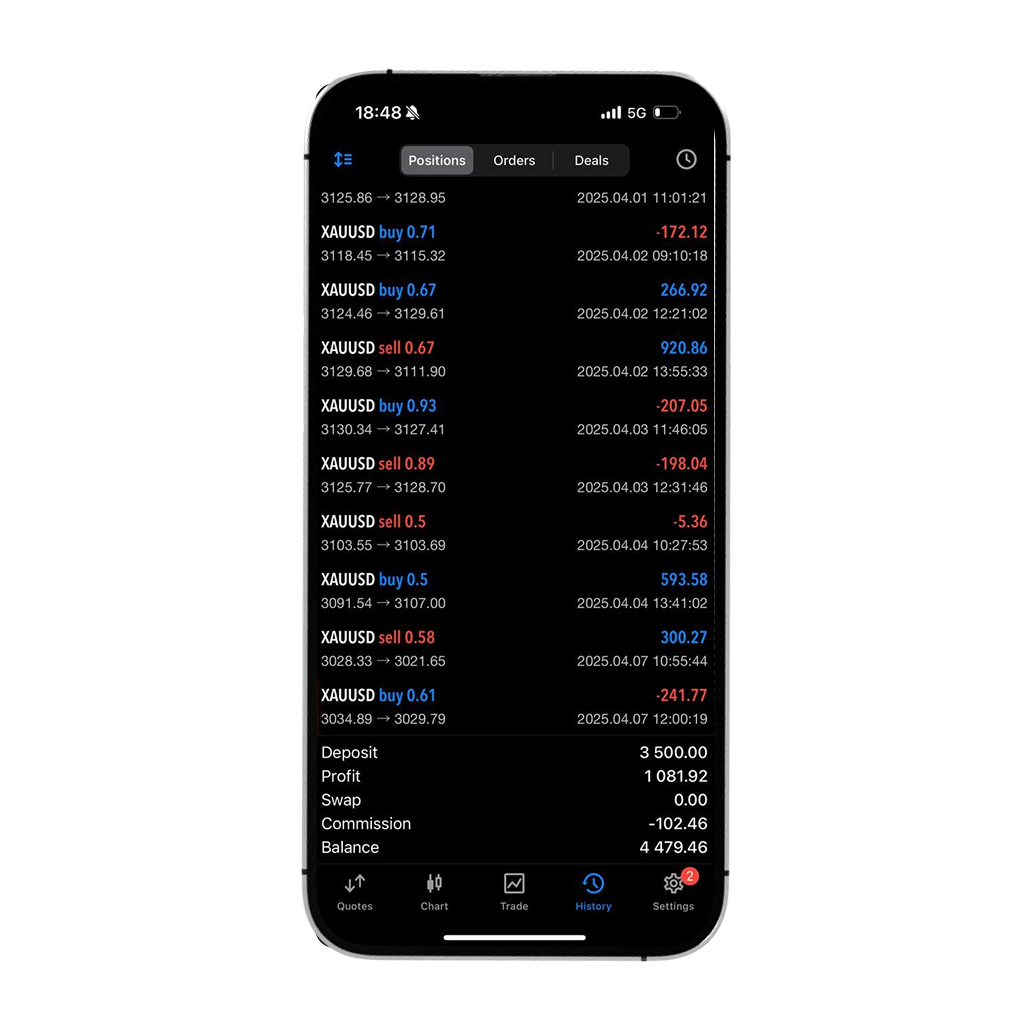 18:48 5G
Positions Orders Deals
3125.86 → 3128.95 2025.04.01 11:01:21
XAUUSD buy 0.71 -172.12
3118.45 → 3115.32 2025.04.02 09:10:18
XAUUSD buy 0.67 266.92
3124.46 → 3129.61 2025.04.02 12:21:02
XAUUSD sell 0.67 920.86
3129.68 → 3111.90 2025.04.02 13:55:33
XAUUSD buy 0.93 -207.05
3130.34 → 3127.41 2025.04.03 11:46:05
XAUUSD sell 0.89 -198.04
3125.77 → 3128.70 2025.04.03 12:31:46
XAUUSD sell 0.5 -5.36
3103.55 → 3103.69 2025.04.04 10:27:53
XAUUSD buy 0.5 593.58
3091.54 → 3107.00 2025.04.04 13:41:02
XAUUSD sell 0.58 300.27
3028.33 → 3021.65 2025.04.07 10:55:44
XAUUSD buy 0.61 -241.77
3034.89 → 3029.79 2025.04.07 12:00:19
Deposit 3 500.00
Profit 1 081.92
Swap 0.00
Commission -102.46
Balance 4 479.46
2
Quotes Chart Trade History Settings